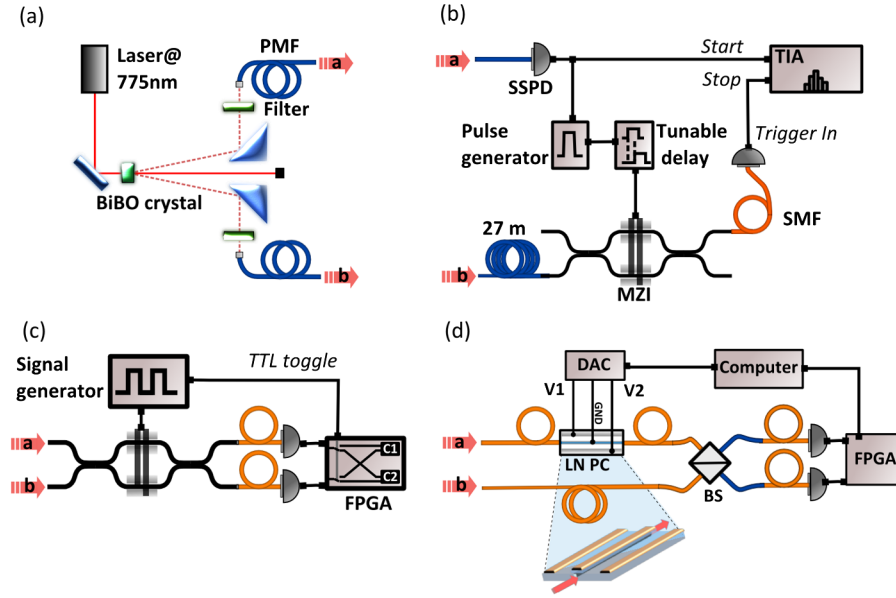 (a)
Laser@
775nm
PMF
a
Filter
BiBO crystal
b
(b)
a
SSPD
Start
Stop
TIA
Pulse
generator
Tunable
delay
Trigger In
27 m
SMF
b
MZI
(c)
Signal
generator
TTL toggle
a
b
C1
C2
FPGA
(d)
DAC
Computer
V1
GND
V2
a
LN PC
b
BS
FPGA